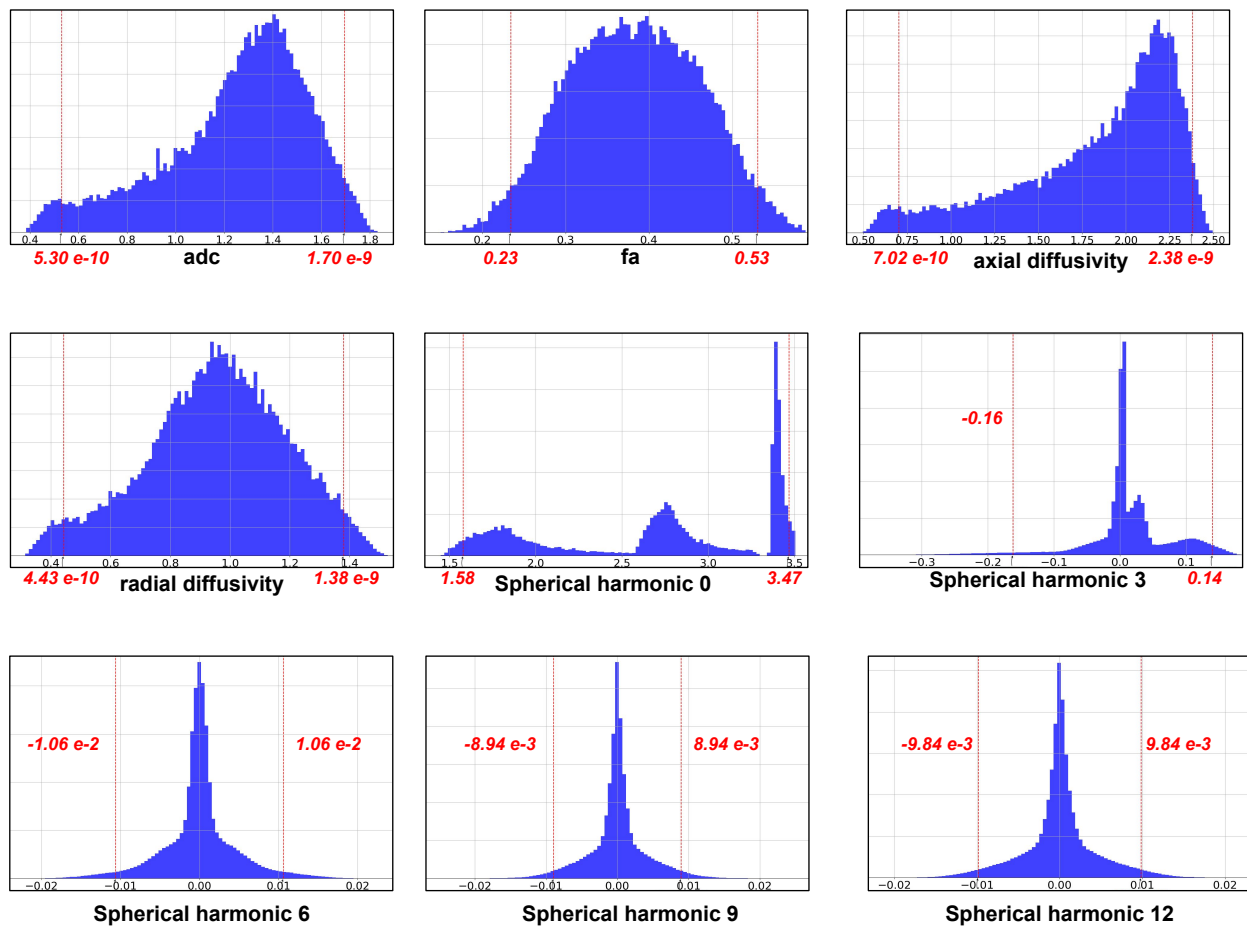 0.4 0.6 0.8 1.0 1.2 1.4 1.6 1.8
5.30 e-10 adc 1.70 e-9
0.2 0.3 0.4 0.5
0.23 fa 0.53
0.50 0.75 1.00 1.25 1.50 1.75 2.00 2.25 2.50
7.02 e-10 axial diffusivity 2.38 e-9
0.4 0.6 0.8 1.0 1.2 1.4
4.43 e-10 radial diffusivity 1.38 e-9
1.5 2.0 2.5 3.0 3.5
1.58 Spherical harmonic 0 3.47
-0.16
−0.3 −0.2 −0.1 0.0 0.1
Spherical harmonic 3 0.14
-1.06 e-2 1.06 e-2
−0.02 −0.01 0.00 0.01 0.02
Spherical harmonic 6
-8.94 e-3 8.94 e-3
−0.02 −0.01 0.00 0.01 0.02
Spherical harmonic 9
-9.84 e-3 9.84 e-3
−0.02 −0.01 0.00 0.01 0.02
Spherical harmonic 12